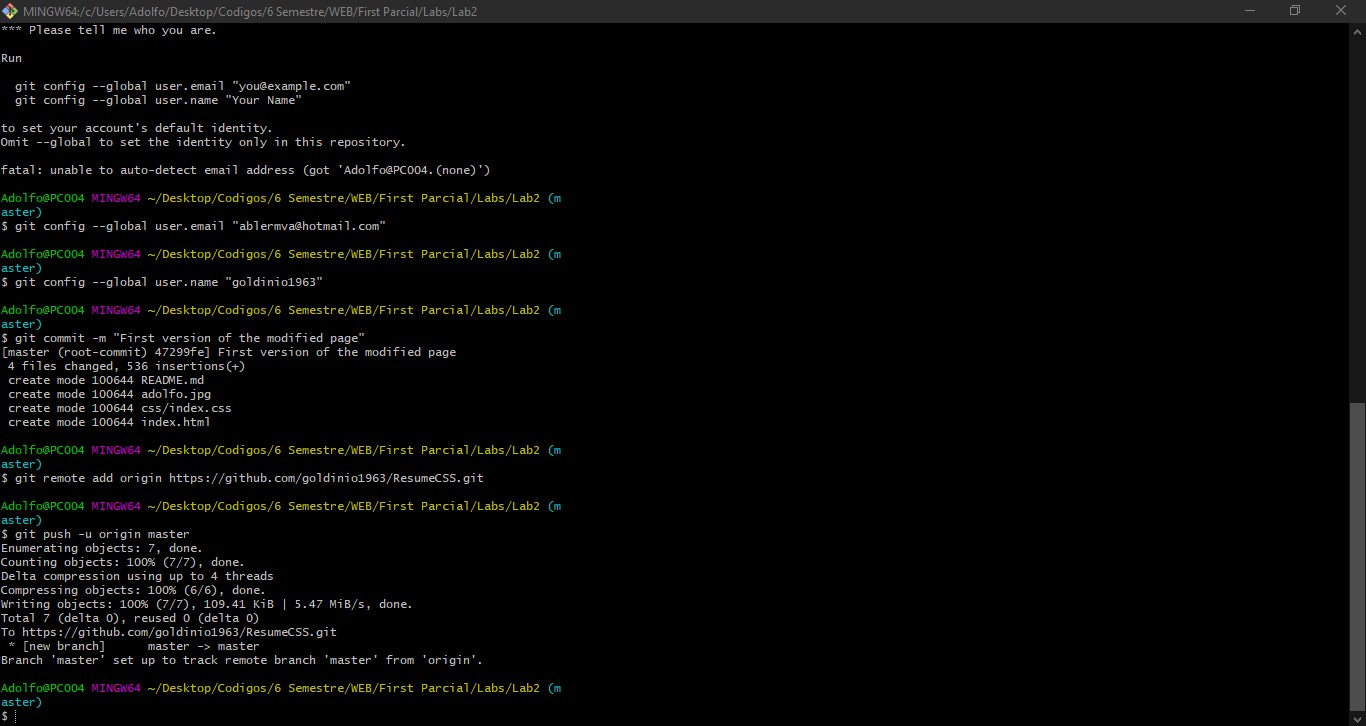 MINGW64:/c/Users/Adolfo/Desktop/Codigos/6 Semestre/WEB/First Parcial/Labs/Lab2
*** Please tell me who you are.
Run
git config --global user.email "you@example.com"
git config --global user.name "Your Name"
to set your account's default identity.
Omit --global to set the identity only in this repository.
fatal: unable to auto-detect email address (got 'Adolfo@PC004.(none)')
Adolfo@PC004 MINGW64 ~/Desktop/Codigos/6 Semestre/WEB/First Parcial/Labs/Lab2 (m
aster)
$ git config --global user.email "ablermva@hotmail.com"
Adolfo@PC004 MINGW64 ~/Desktop/Codigos/6 Semestre/WEB/First Parcial/Labs/Lab2 (m
aster)
$ git config --global user.name "goldinio1963"
Adolfo@PC004 MINGW64 ~/Desktop/Codigos/6 Semestre/WEB/First Parcial/Labs/Lab2 (m
aster)
$ git commit -m "First version of the modified page"
[master (root-commit) 47299fe] First version of the modified page
4 files changed, 536 insertions(+)
create mode 100644 README.md
create mode 100644 adolfo.jpg
create mode 100644 css/index.css
create mode 100644 index.html
Adolfo@PC004 MINGW64 ~/Desktop/Codigos/6 Semestre/WEB/First Parcial/Labs/Lab2 (m
aster)
$ git remote add origin https://github.com/goldinio1963/ResumeCSS.git
Adolfo@PC004 MINGW64 ~/Desktop/Codigos/6 Semestre/WEB/First Parcial/Labs/Lab2 (m
aster)
$ git push -u origin master
Enumerating objects: 7, done.
Counting objects: 100% (7/7), done.
Delta compression using up to 4 threads
Compressing objects: 100% (6/6), done.
Writing objects: 100% (7/7), 109.41 KiB | 5.47 MiB/s, done.
Total 7 (delta 0), reused 0 (delta 0)
To https://github.com/goldinio1963/ResumeCSS.git
* [new branch]      master -> master
Branch 'master' set up to track remote branch 'master' from 'origin'.
Adolfo@PC004 MINGW64 ~/Desktop/Codigos/6 Semestre/WEB/First Parcial/Labs/Lab2 (m
aster)
$